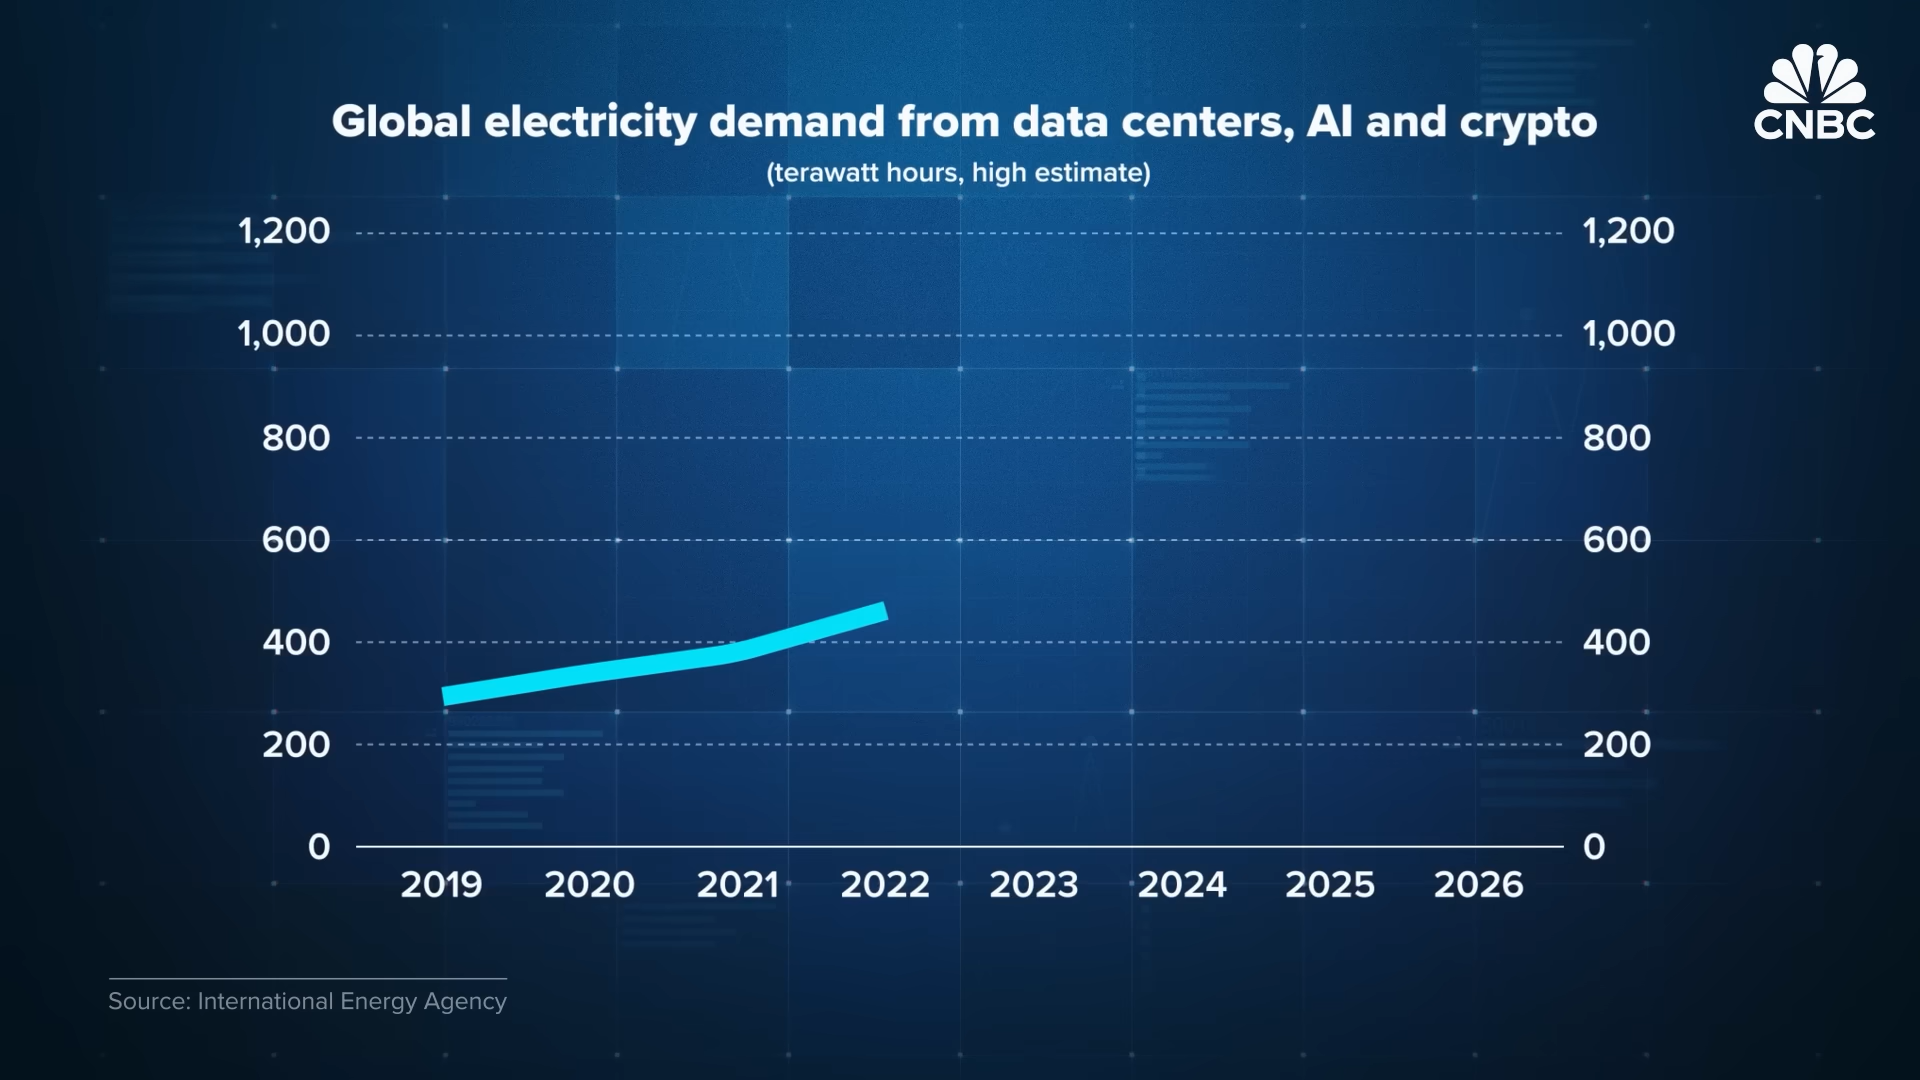 CNBC
Global electricity demand from data centers, AI and crypto
(terawatt hours, high estimate)
1,200 1,200
1,000 1,000
800 800
600 600
400 400
200 200
0 0
2019 2020 2021 2022 2023 2024 2025 2026
Source: International Energy Agency